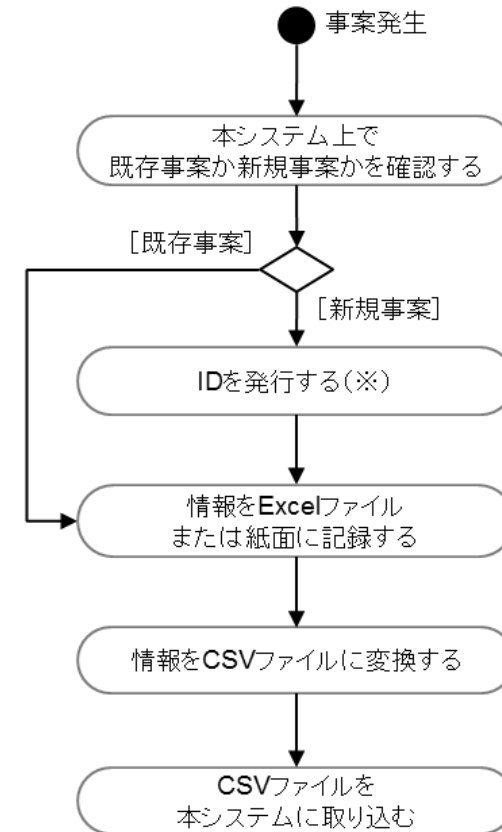 事案発生
本システム上で
既存事案か新規事案かを確認する
[既存事案]
[新規事案]
IDを発行する(※)
情報をExcelファイル
または紙面に記録する
情報をCSVファイルに変換する
CSVファイルを
本システムに取り込む